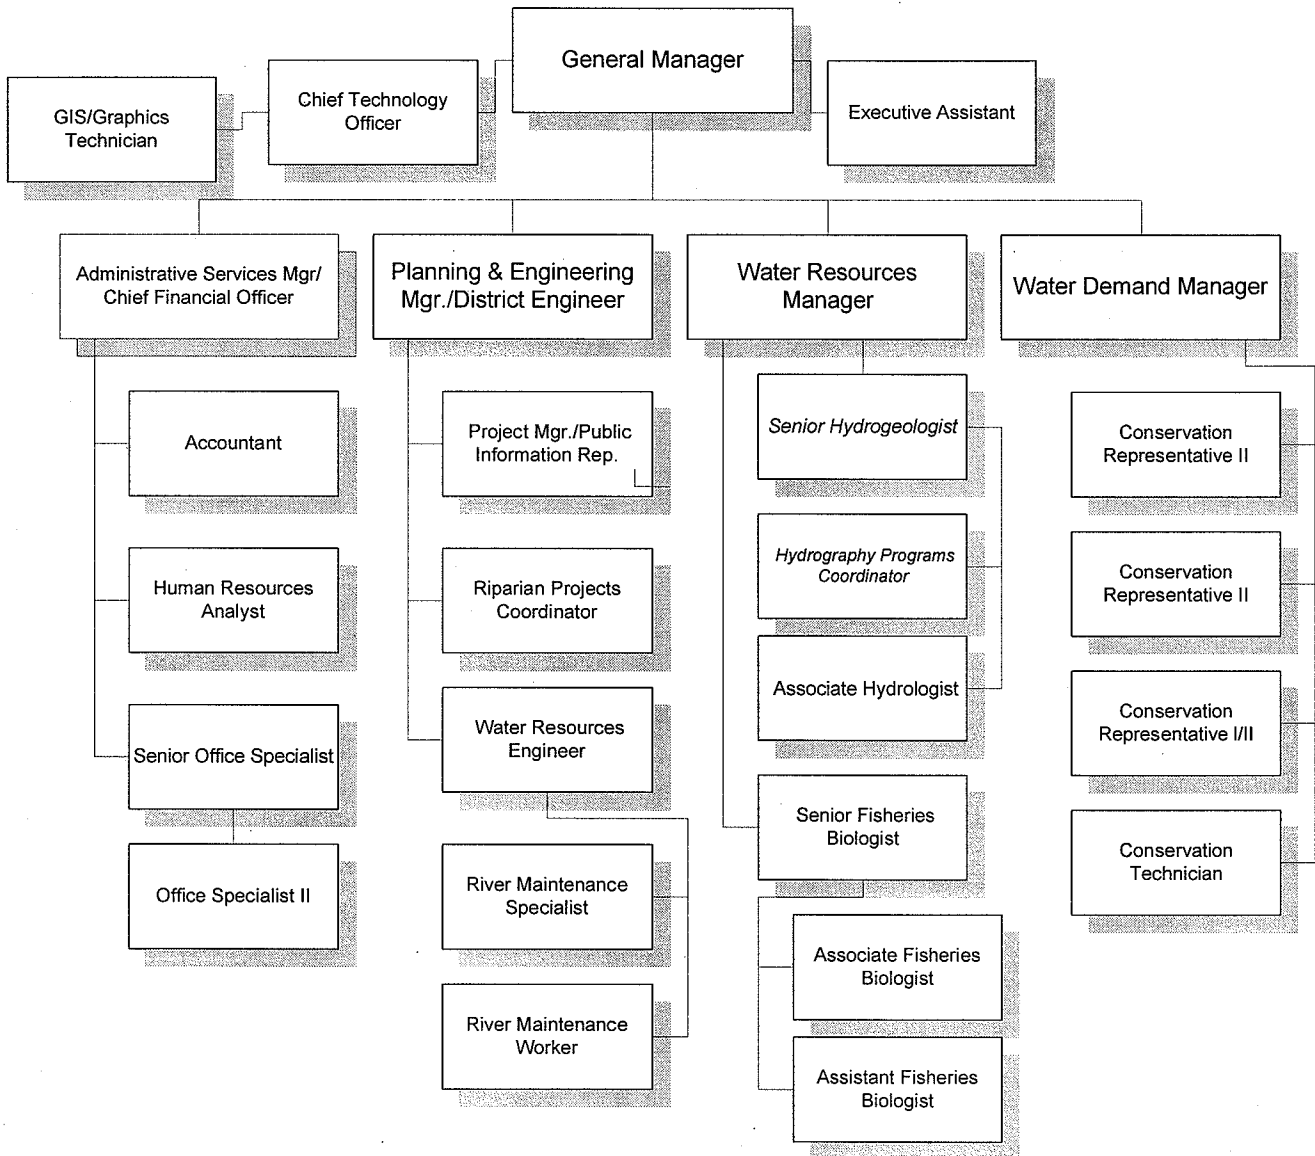 General Manager
Chief Technology
Officer
GIS/Graphics
Technician
Executive Assistant
Administrative Services Mgr/
Chief Financial Officer
Planning & Engineering
Mgr./District Engineer
Water Resources
Manager
Water Demand Manager
Accountant
Human Resources
Analyst
Senior Office Specialist
Office Specialist II
Project Mgr./Public
Information Rep.
Riparian Projects
Coordinator
Water Resources
Engineer
River Maintenance
Specialist
River Maintenance
Worker
Senior Hydrogeologist
Hydrography Programs
Coordinator
Associate Hydrologist
Senior Fisheries
Biologist
Associate Fisheries
Biologist
Assistant Fisheries
Biologist
Conservation
Representative II
Conservation
Representative II
Conservation
Representative I/II
Conservation
Technician